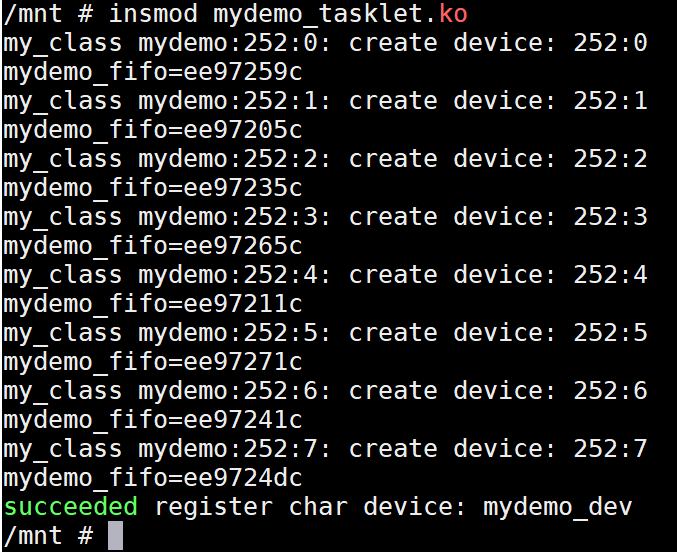 /mnt # insmod mydemo_tasklet.ko
my_class mydemo:252:0: create device: 252:0
mydemo_fifo=ee97259c
my_class mydemo:252:1: create device: 252:1
mydemo_fifo=ee97205c
my_class mydemo:252:2: create device: 252:2
mydemo_fifo=ee97235c
my_class mydemo:252:3: create device: 252:3
mydemo_fifo=ee97265c
my_class mydemo:252:4: create device: 252:4
mydemo_fifo=ee97211c
my_class mydemo:252:5: create device: 252:5
mydemo_fifo=ee97271c
my_class mydemo:252:6: create device: 252:6
mydemo_fifo=ee97241c
my_class mydemo:252:7: create device: 252:7
mydemo_fifo=ee9724dc
succeeded register char device: mydemo_dev
/mnt #